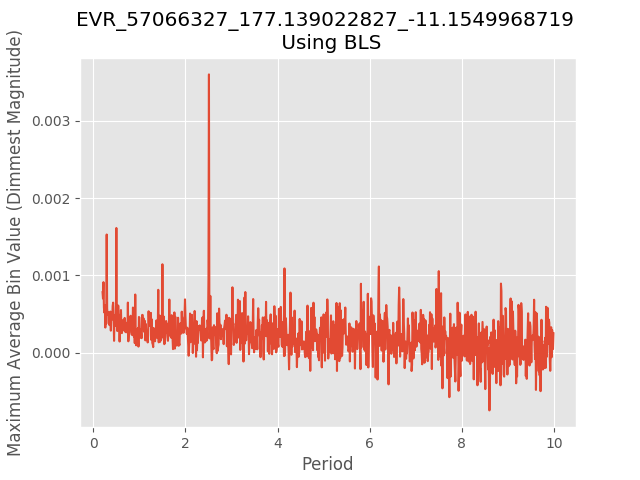 EVR_57066327_177.139022827_-11.1549968719
Using BLS
Maximum Average Bin Value (Dimmest Magnitude)
0.003
0.002
0.001
0.000
0
2
4
6
8
10
Period